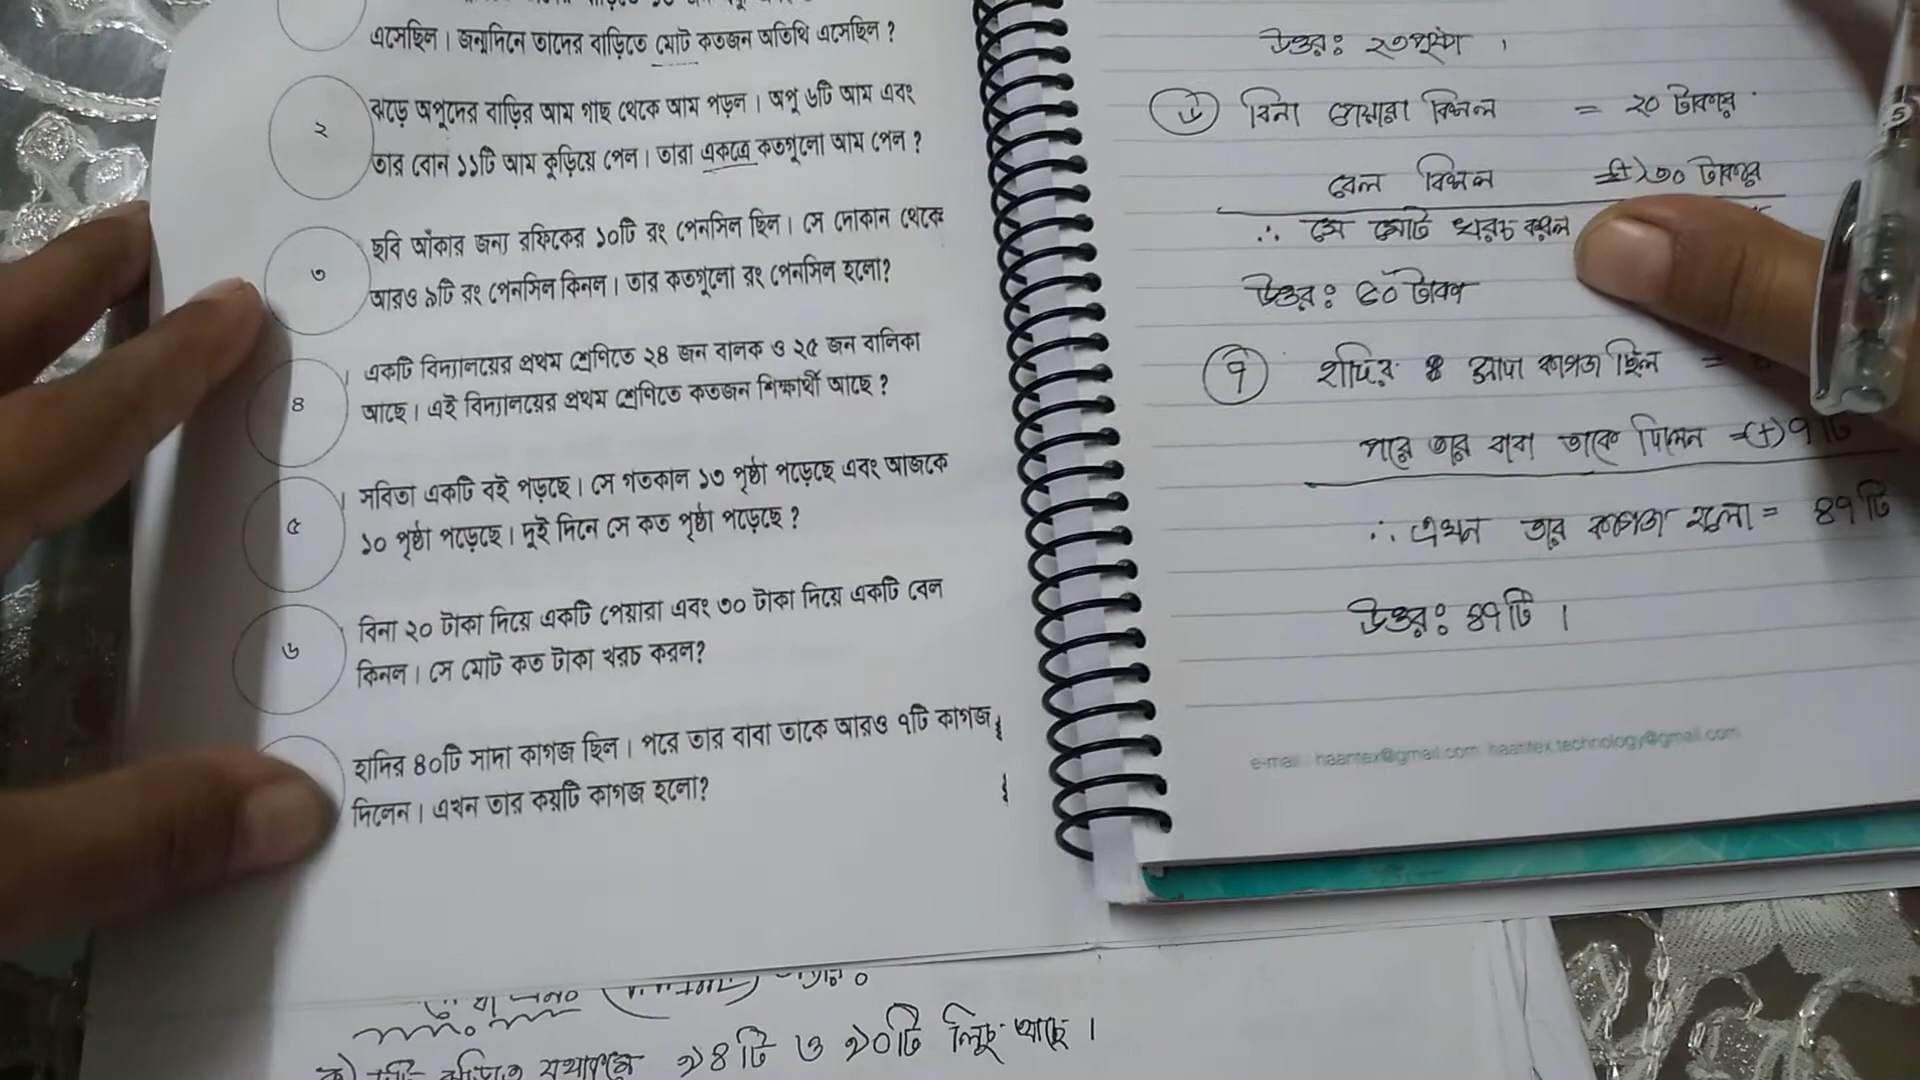 এসেছিল। জন্মদিনে তাদের বাড়িতে মোট কতজন অতিথি এসেছিল ?
২
ঝড়ে অপুদের বাড়ির আম গাছ থেকে আম পড়ল। অপু ৬টি আম এবং
তার বোন ১১টি আম কুড়িয়ে পেল। তারা একত্রে কতগুলো আম পেল ?
৩
ছবি আঁকার জন্য রফিকের ১০টি রং পেনসিল ছিল। সে দোকান থেকে
আরও ৯টি রং পেনসিল কিনল। তার কতগুলো রং পেনসিল হলো?
৪
একটি বিদ্যালয়ের প্রথম শ্রেণিতে ২৪ জন বালক ও ২৫ জন বালিকা
আছে। এই বিদ্যালয়ের প্রথম শ্রেণিতে কতজন শিক্ষার্থী আছে ?
৫
সবিতা একটি বই পড়ছে। সে গতকাল ১৩ পৃষ্ঠা পড়েছে এবং আজকে
১০ পৃষ্ঠা পড়েছে। দুই দিনে সে কত পৃষ্ঠা পড়েছে ?
৬
বিনা ২০ টাকা দিয়ে একটি পেয়ারা এবং ৩০ টাকা দিয়ে একটি বেল
কিনল। সে মোট কত টাকা খরচ করল?
হাদির ৪০টি সাদা কাগজ ছিল। পরে তার বাবা তাকে আরও ৭টি কাগজ
দিলেন। এখন তার কয়টি কাগজ হলো?
উত্তরঃ ২৩পৃষ্ঠা ।
৬ বিনা পেয়ারা কিনল = ২০ টাকার
বেল কিনল =(+)৩০ টাকার
∴ সে মোট খরচ করল
উত্তরঃ ৫০ টাকা
৭ হাদির সাদা কাগজ ছিল =
পরে তার বাবা তাকে দিলেন =(+)৭টি
∴ এখন তার কাগজ হলো = ৪৭টি
উত্তরঃ ৪৭টি ।
e-mail : haantex@gmail.com haantex.technology@gmail.com
১৪টি ও ১০টি লিচু আছে ।